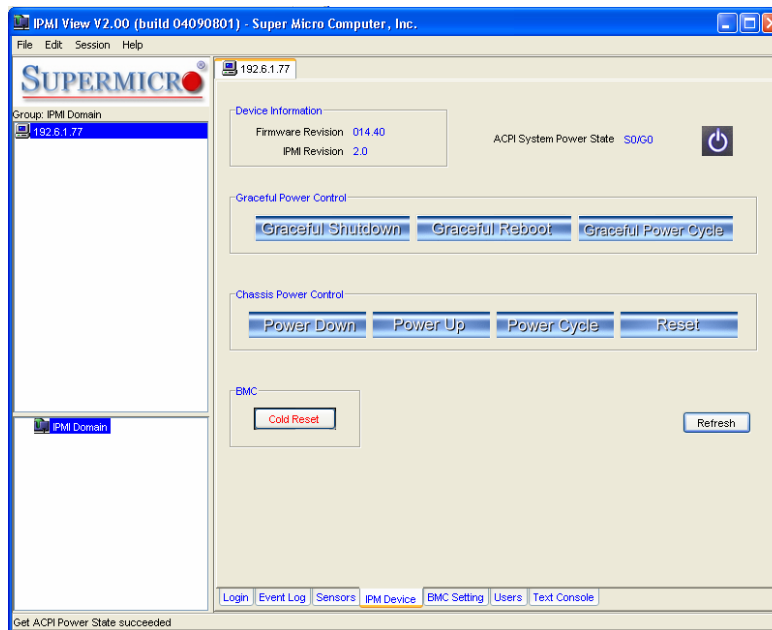 IPMI View V2.00 (build 04090801) - Super Micro Computer, Inc.
File Edit Session Help
SUPERMICRO®
Group: IPMI Domain
192.6.1.77
IPMI Domain
192.6.1.77
Device Information
Firmware Revision 014.40
IPMI Revision 2.0
ACPI System Power State S0/G0
Graceful Power Control
Graceful Shutdown Graceful Reboot Graceful Power Cycle
Chassis Power Control
Power Down Power Up Power Cycle Reset
BMC
Cold Reset
Refresh
Login Event Log Sensors IPM Device BMC Setting Users Text Console
Get ACPI Power State succeeded